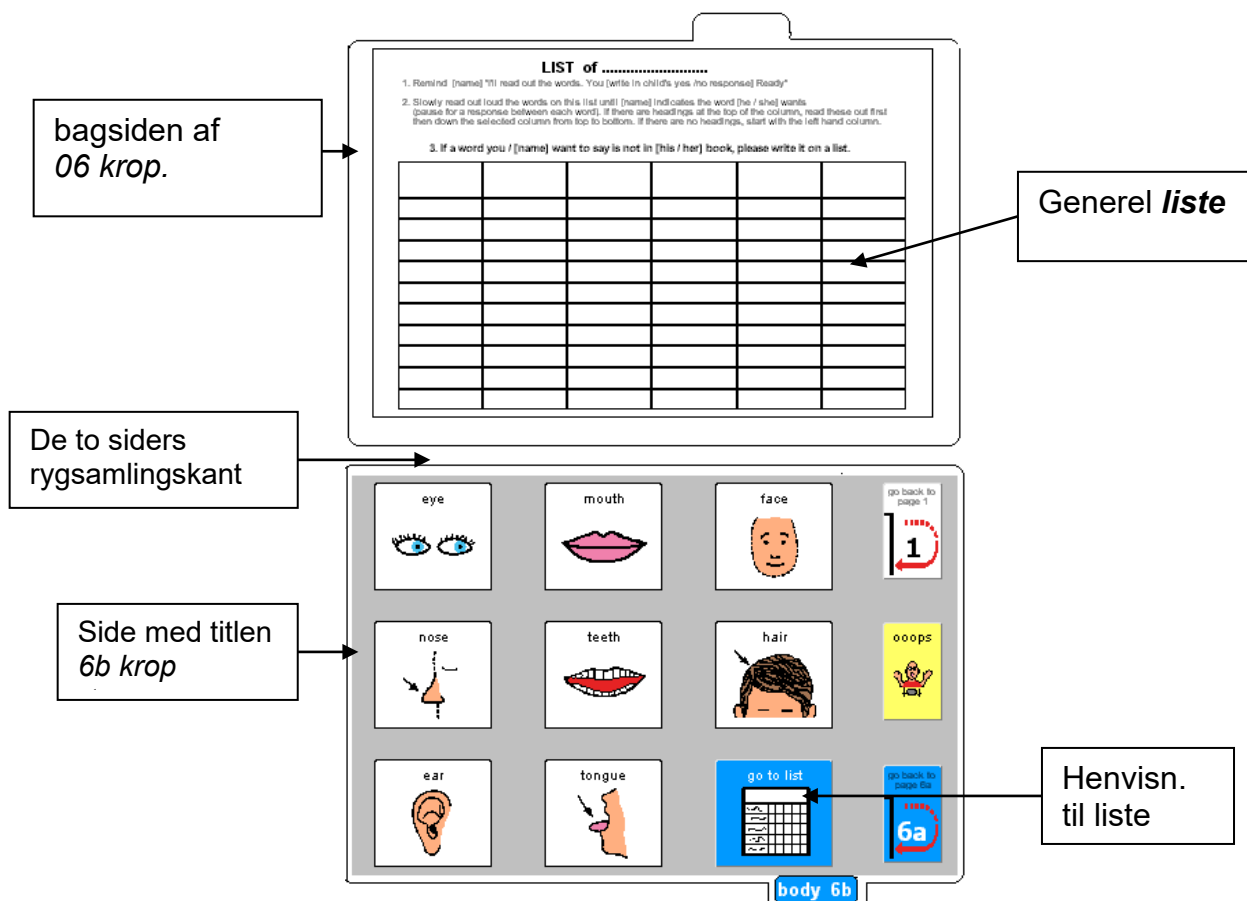 LIST of ..........................
1. Remind [name] "I'll read out the words. You [write in child's yes /no response] Ready"
2. Slowly read out loud the words on this list until [name] indicates the word [he / she] wants
(pause for a response between each word). If there are headings at the top of the column, read these out first
then down the selected column from top to bottom. If there are no headings, start with the left hand column.
3. If a word you / [name] want to say is not in [his / her] book, please write it on a list.
bagsiden af
06 krop.
Generel liste
De to siders
rygsamlingskant
eye
mouth
face
go back to
page 1
1
Side med titlen
6b krop
nose
teeth
hair
ooops
ear
tongue
go to list
go back to
page 6a
6a
Henvisn.
til liste
body 6b